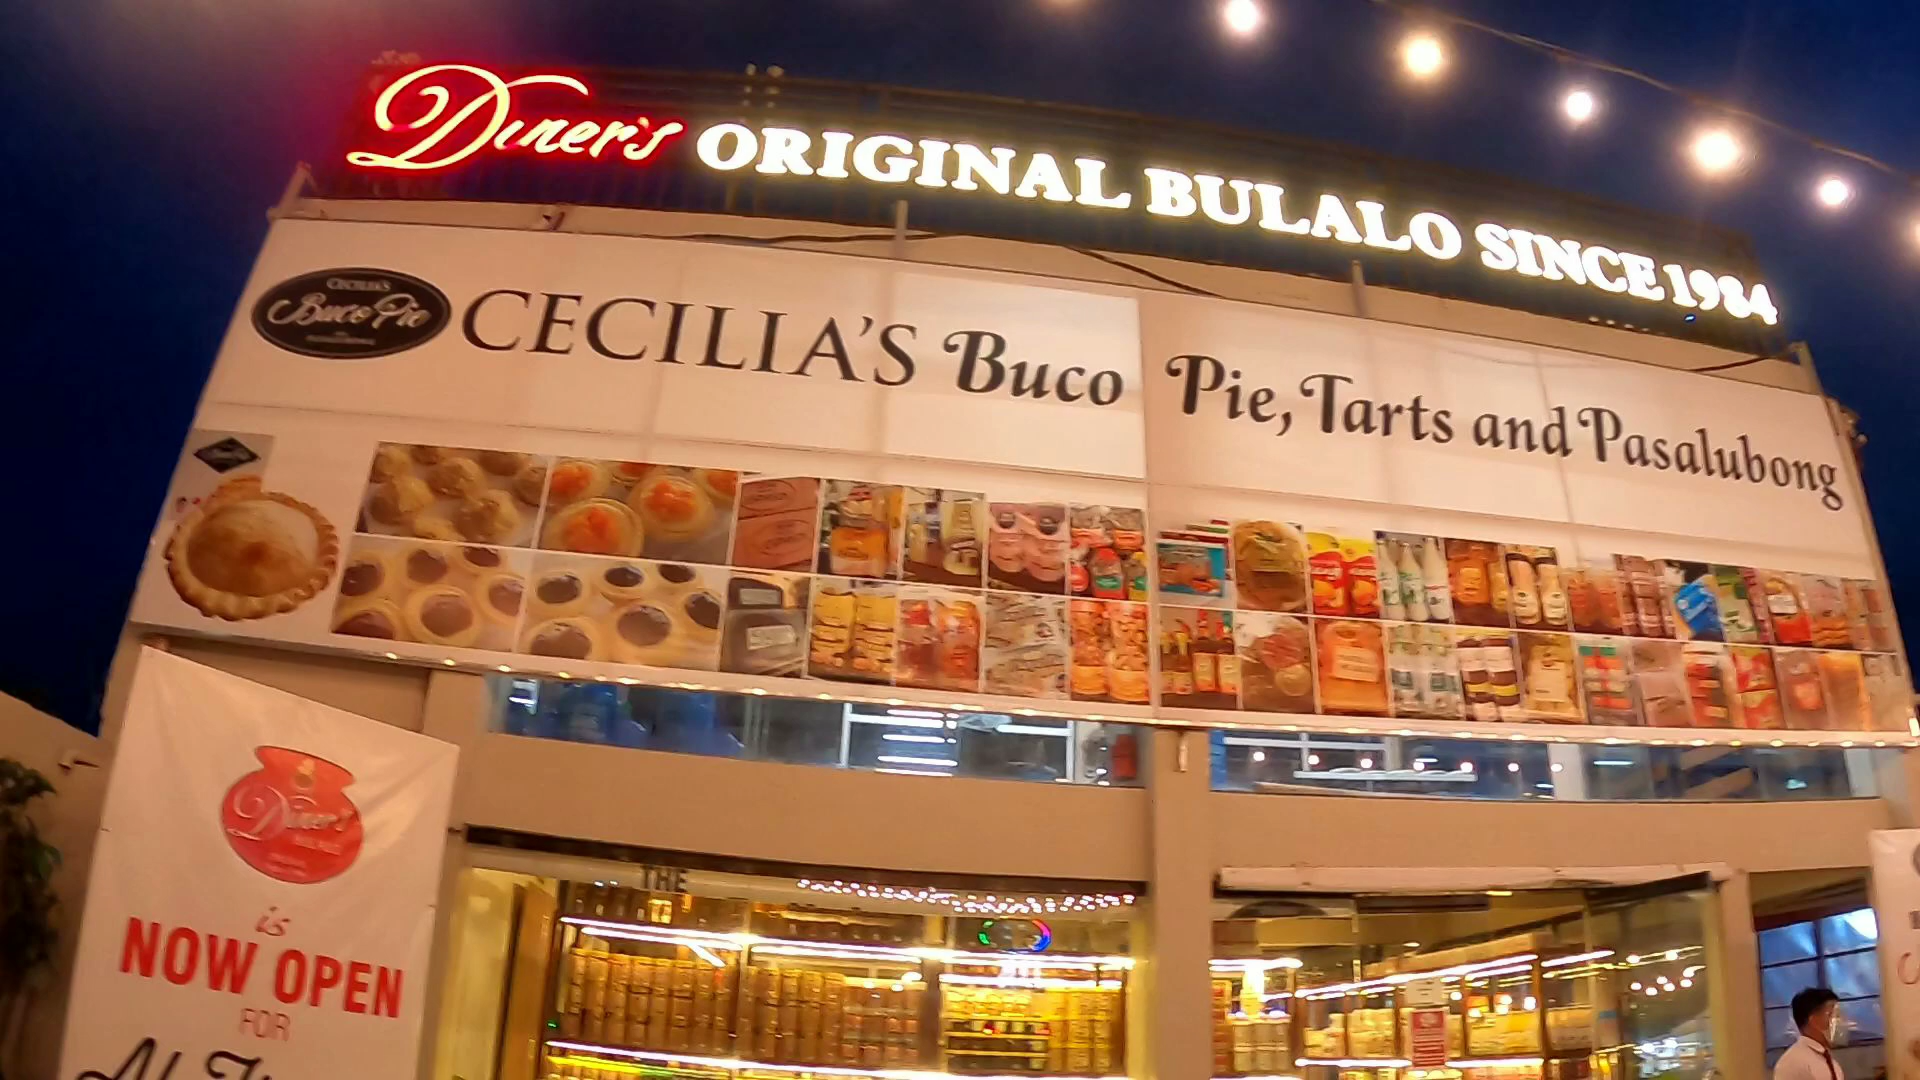 Diner's ORIGINAL BULALO SINCE 1984
CECILIA'S
Buco Pie
CECILIA'S Buco Pie, Tarts and Pasalubong
Diner's
is
NOW OPEN
FOR
THE